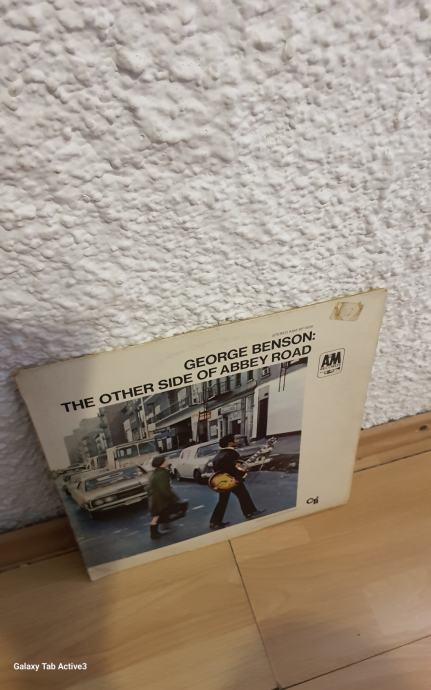 GEORGE BENSON:
THE OTHER SIDE OF ABBEY ROAD
A&M
Galaxy Tab Active3